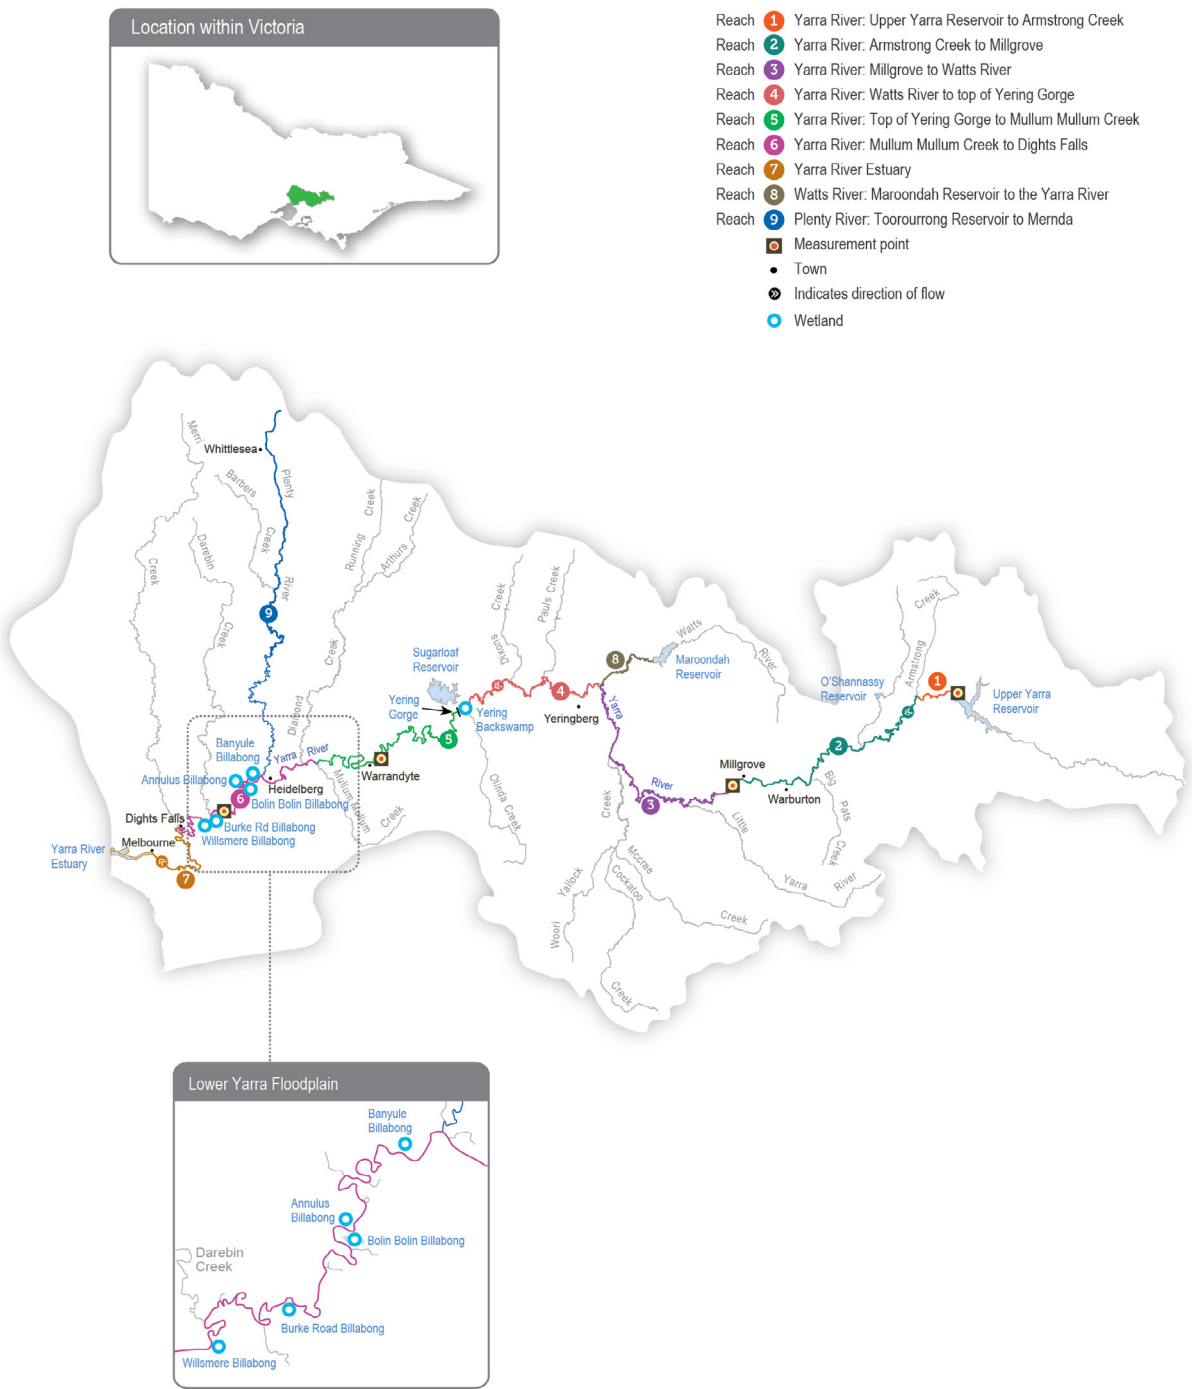 Location within Victoria
Reach 1 Yarra River: Upper Yarra Reservoir to Armstrong Creek
Reach 2 Yarra River: Armstrong Creek to Millgrove
Reach 3 Yarra River: Millgrove to Watts River
Reach 4 Yarra River: Watts River to top of Yering Gorge
Reach 5 Yarra River: Top of Yering Gorge to Mullum Mullum Creek
Reach 6 Yarra River: Mullum Mullum Creek to Dights Falls
Reach 7 Yarra River Estuary
Reach 8 Watts River: Maroondah Reservoir to the Yarra River
Reach 9 Plenty River: Toorourrong Reservoir to Mernda
Measurement point
Town
Indicates direction of flow
Wetland
Merri
Creek
Whittlesea
Barbers
Creek
Plenty
River
Darebin
Creek
9
Running
Creek
Arthurs
Creek
Diamond
Creek
Dixons
Creek
Pauls Creek
Sugarloaf
Reservoir
Yering
Gorge
Yering
Backswamp
4
Yeringberg
8
Watts
River
Maroondah
Reservoir
Yarra
River
O'Shannassy
Reservoir
Armstrong
Creek
1
Upper Yarra
Reservoir
2
Millgrove
Warburton
Big
Pats
Creek
3
Little
Yarra
River
Creek
Mccrae
Creek
Cockatoo
Creek
Woori
Yallock
Olinda Creek
5
Warrandyte
Mullum Mullum
Creek
Yarra River
Banyule
Billabong
Annulus Billabong
Heidelberg
6
Bolin Bolin Billabong
Burke Rd Billabong
Willsmere Billabong
Dights Falls
Melbourne
Yarra River
Estuary
7
Lower Yarra Floodplain
Banyule
Billabong
Annulus
Billabong
Bolin Bolin Billabong
Darebin
Creek
Burke Road Billabong
Willsmere Billabong